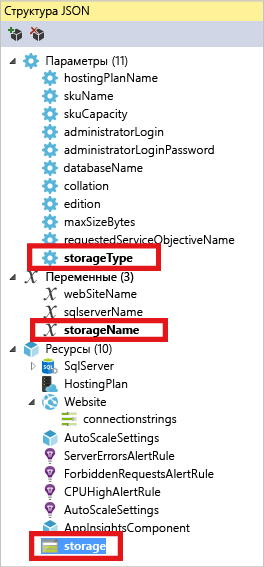 Структура JSON
Параметры (11)
hostingPlanName
skuName
skuCapacity
administratorLogin
administratorLoginPassword
databaseName
collation
edition
maxSizeBytes
requestedServiceObjectiveName
storageType
Переменные (3)
webSiteName
sqlserverName
storageName
Ресурсы (10)
SqlServer
HostingPlan
Website
connectionstrings
AutoScaleSettings
ServerErrorsAlertRule
ForbiddenRequestsAlertRule
CPUHighAlertRule
AutoScaleSettings
AppInsightsComponent
storage